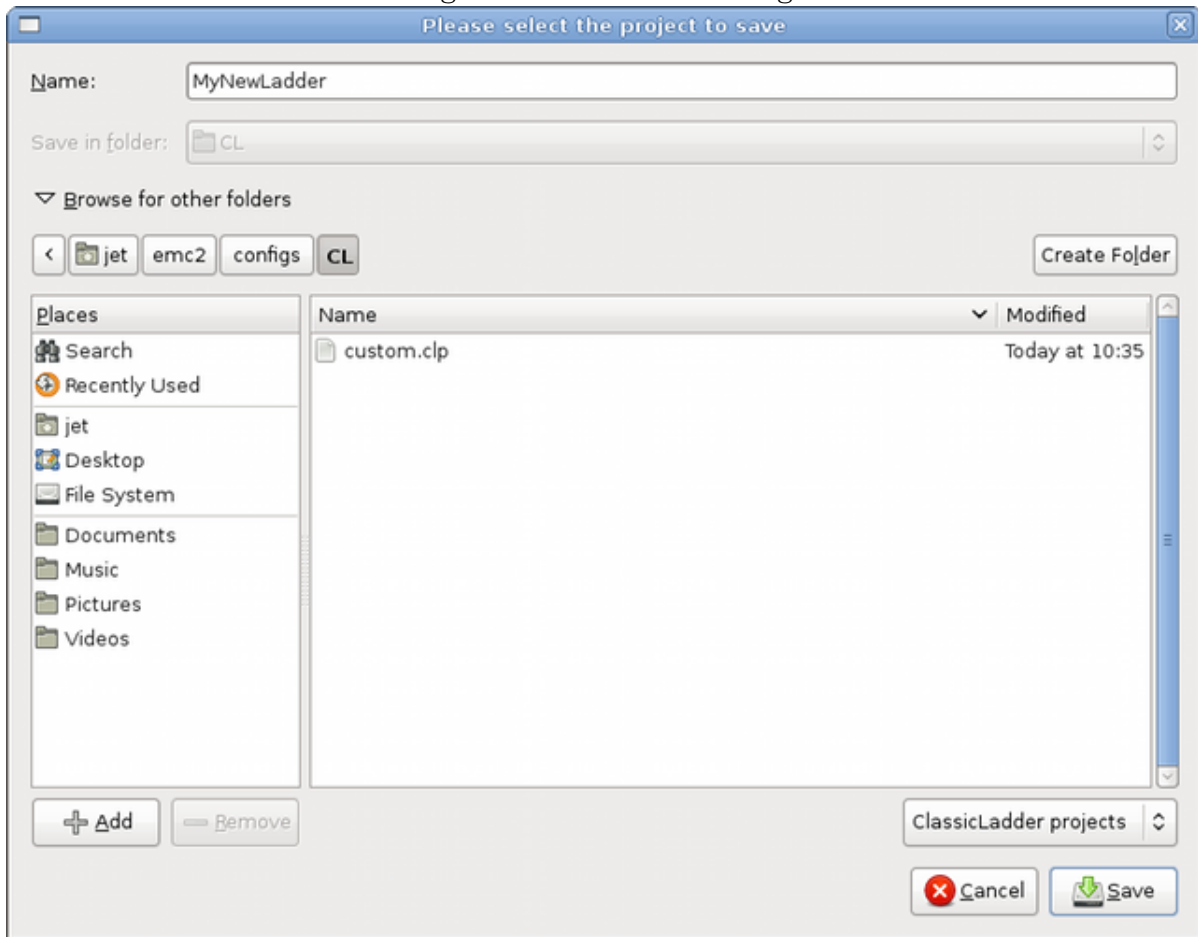 Please select the project to save
Name: MyNewLadder
Save in folder: CL
Browse for other folders
jet emc2 configs CL Create Folder
Places Name Modified
Search custom.clp Today at 10:35
Recently Used
jet
Desktop
File System
Documents
Music
Pictures
Videos
Add Remove ClassicLadder projects
Cancel Save